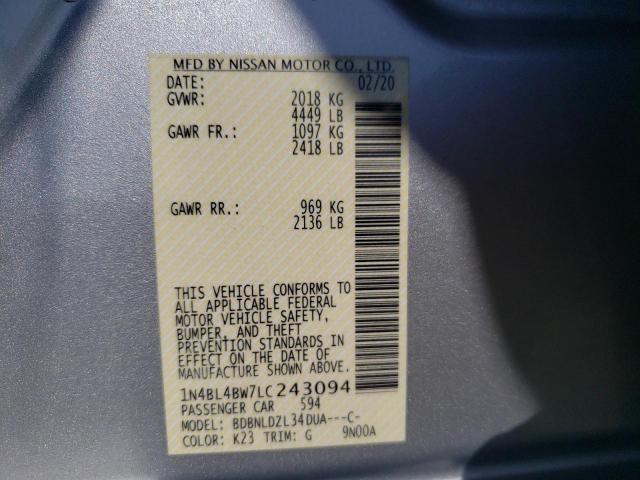 MFD BY NISSAN MOTOR CO., LTD.
DATE: 02/20
GVWR: 2018 KG
4449 LB
GAWR FR.: 1097 KG
2418 LB
GAWR RR.: 969 KG
2136 LB
THIS VEHICLE CONFORMS TO
ALL APPLICABLE FEDERAL
MOTOR VEHICLE SAFETY,
BUMPER, AND THEFT
PREVENTION STANDARDS IN
EFFECT ON THE DATE OF
MANUFACTURE SHOWN ABOVE.
1N4BL4BW7LC243094
PASSENGER CAR 594
MODEL: BDBNLDZL34DUA---C-
COLOR: K23 TRIM: G 9N00A